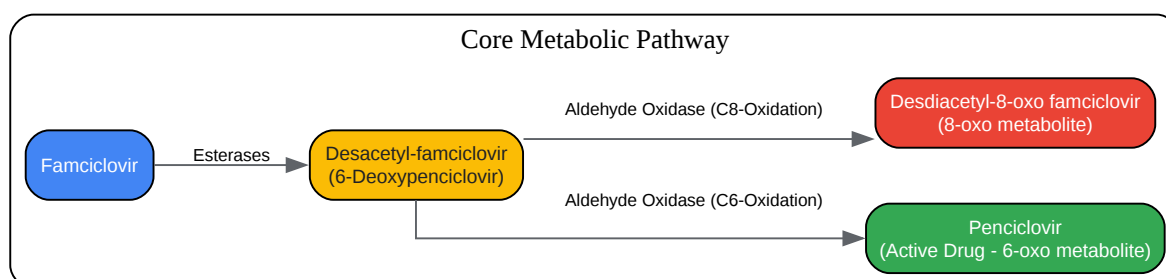 Core Metabolic Pathway
Famciclovir
Esterases
Desacetyl-famciclovir
(6-Deoxypenciclovir)
Aldehyde Oxidase (C8-Oxidation)
Desdiacetyl-8-oxo famciclovir
(8-oxo metabolite)
Aldehyde Oxidase (C6-Oxidation)
Penciclovir
(Active Drug - 6-oxo metabolite)